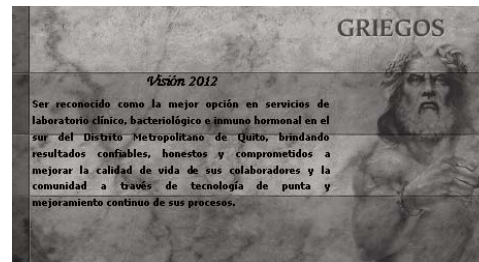 GRIEGOS
Visión 2012
Ser reconocido como la mejor opción en servicios de
laboratorio clínico, bacteriológico e inmuno hormonal en el
sur del Distrito Metropolitano de Quito, brindando
resultados confiables, honestos y comprometidos a
mejorar la calidad de vida de sus colaboradores y la
comunidad a través de tecnología de punta y
mejoramiento continuo de sus procesos.